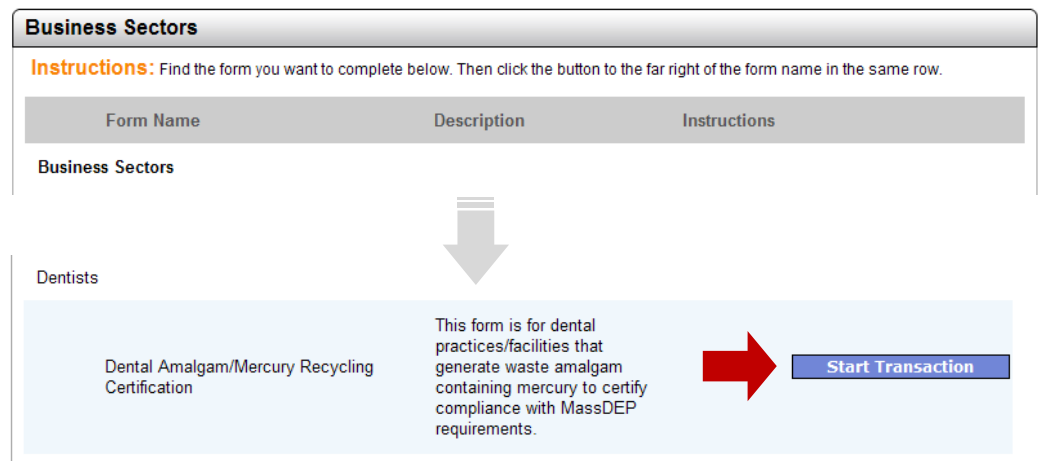 Business Sectors
Instructions: Find the form you want to complete below. Then click the button to the far right of the form name in the same row.
Form Name Description Instructions
Business Sectors
Dentists
Dental Amalgam/Mercury Recycling
Certification
This form is for dental
practices/facilities that
generate waste amalgam
containing mercury to certify
compliance with MassDEP
requirements.
Start Transaction